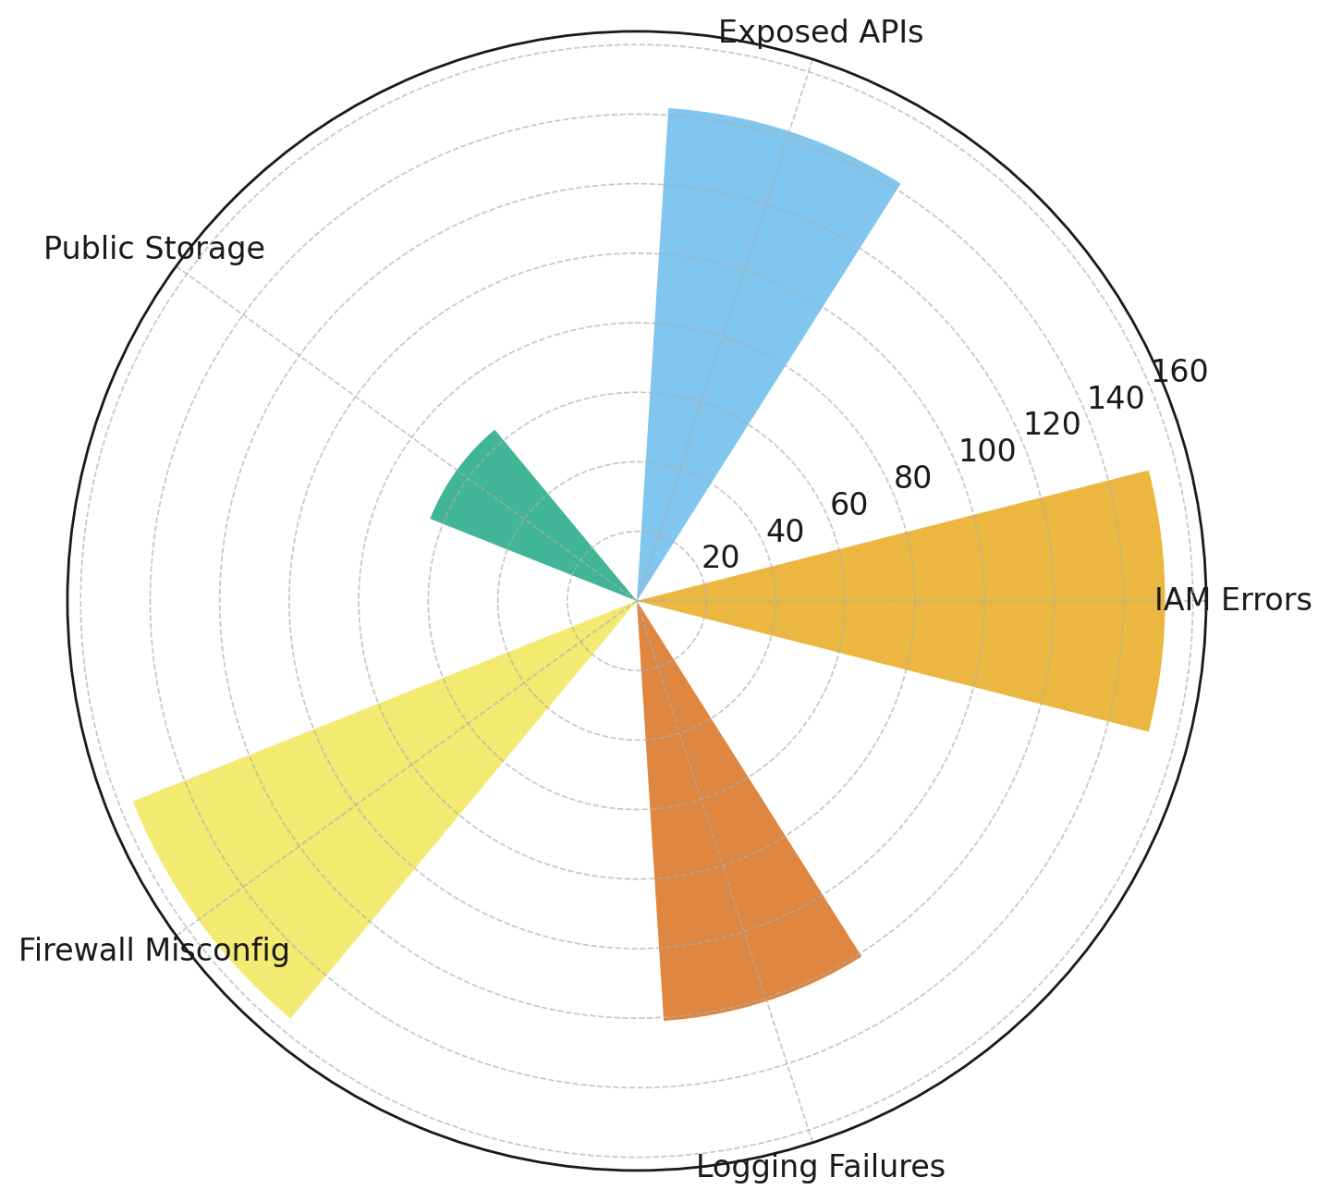 Exposed APIs
Public Storage
160
140
120
100
80
60
40
20
IAM Errors
Firewall Misconfig
Logging Failures